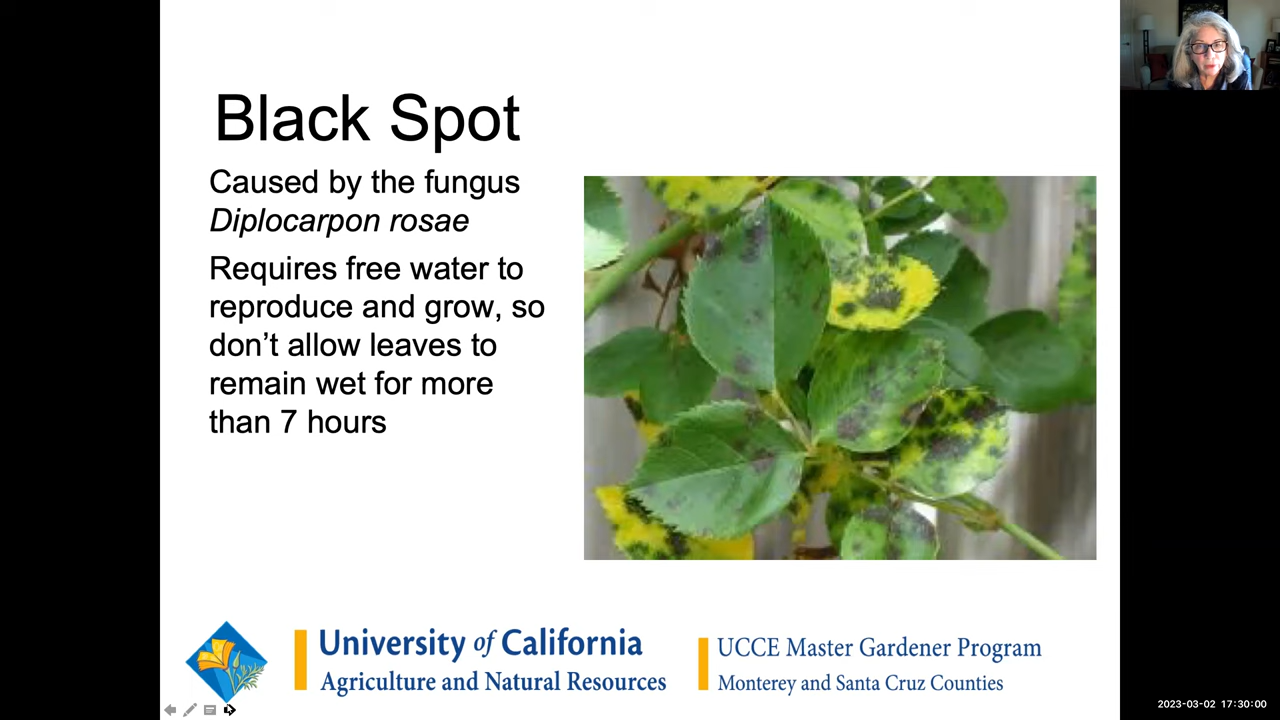 Black Spot
Caused by the fungus
Diplocarpon rosae
Requires free water to
reproduce and grow, so
don’t allow leaves to
remain wet for more
than 7 hours
University of California
Agriculture and Natural Resources
UCCE Master Gardener Program
Monterey and Santa Cruz Counties
2023-03-02 17:30:00